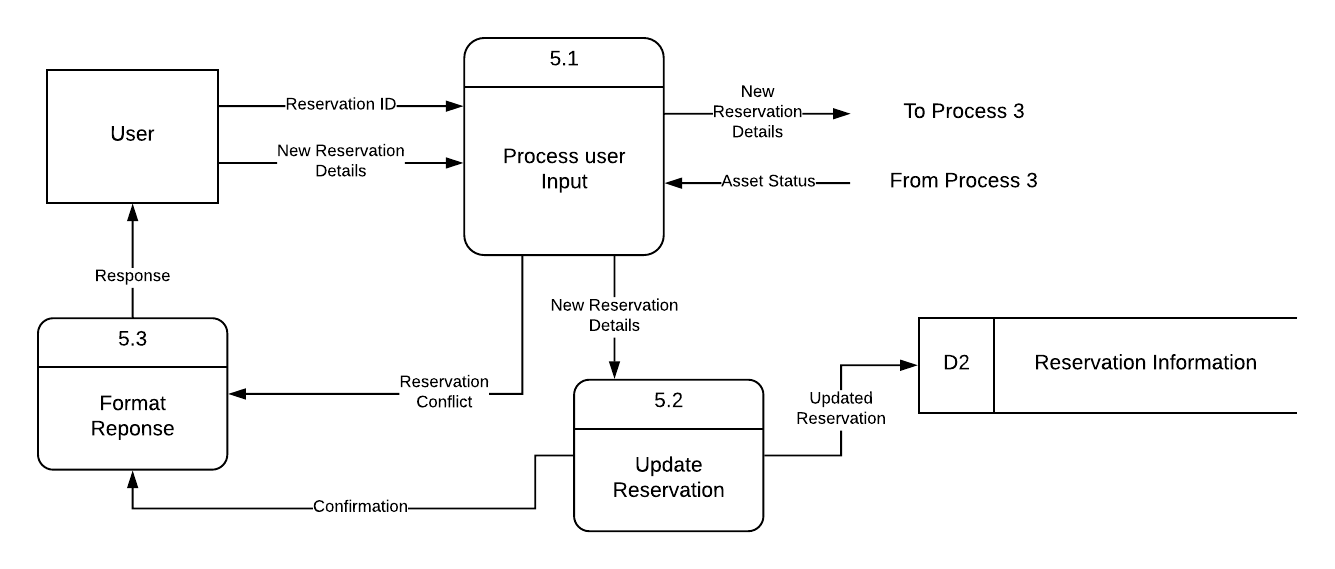 5.1
User
Reservation ID
New Reservation
Details
Process user
Input
New
Reservation
Details
To Process 3
Asset Status
From Process 3
Response
New Reservation
Details
5.3
Format
Reponse
Reservation
Conflict
5.2
Update
Reservation
Updated
Reservation
D2
Reservation Information
Confirmation